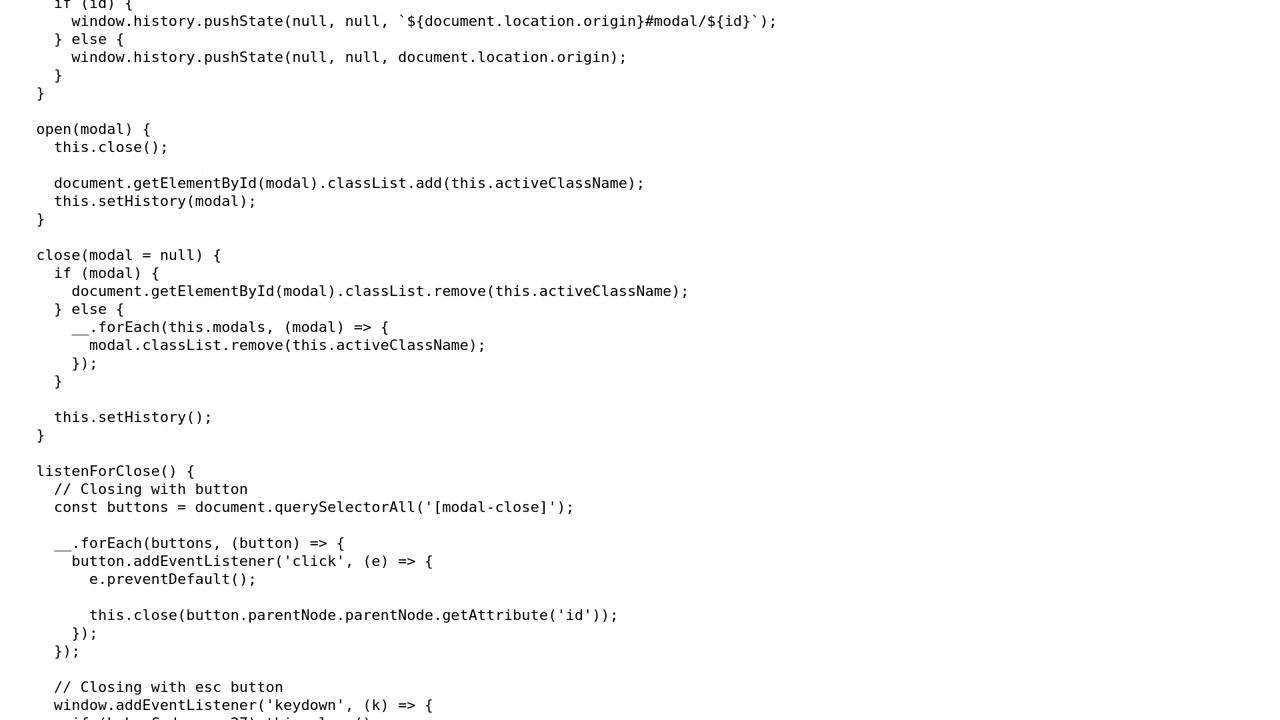 if (id) {
window.history.pushState(null, null, `${document.location.origin}#modal/${id}`);
} else {
window.history.pushState(null, null, document.location.origin);
}
}
open(modal) {
this.close();
document.getElementById(modal).classList.add(this.activeClassName);
this.setHistory(modal);
}
close(modal = null) {
if (modal) {
document.getElementById(modal).classList.remove(this.activeClassName);
} else {
__.forEach(this.modals, (modal) => {
modal.classList.remove(this.activeClassName);
});
}
this.setHistory();
}
listenForClose() {
// Closing with button
const buttons = document.querySelectorAll('[modal-close]');
__.forEach(buttons, (button) => {
button.addEventListener('click', (e) => {
e.preventDefault();
this.close(button.parentNode.parentNode.getAttribute('id'));
});
});
// Closing with esc button
window.addEventListener('keydown', (k) => {